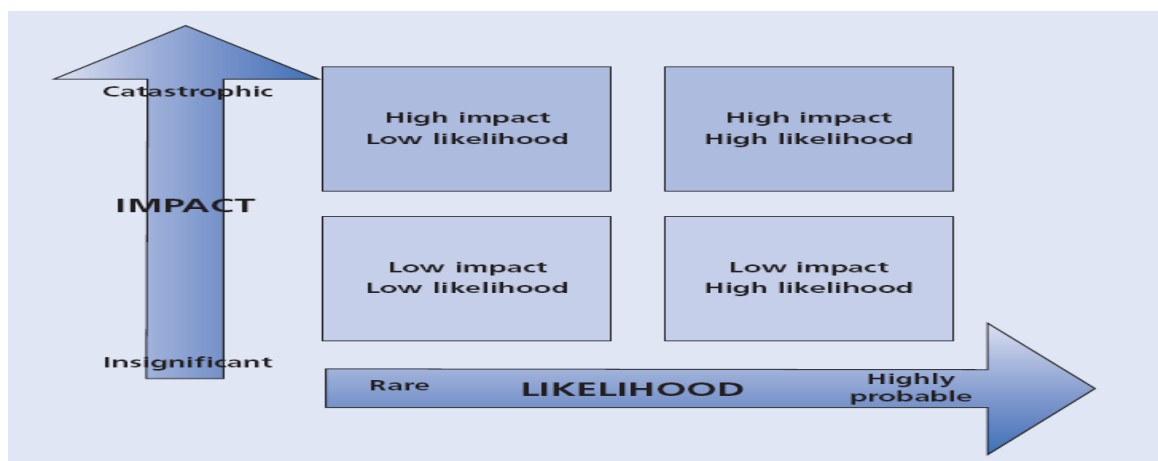 Catastrophic
High impact
Low likelihood
High impact
High likelihood
IMPACT
Low impact
Low likelihood
Low impact
High likelihood
Insignificant
Rare
LIKELIHOOD
Highly
probable